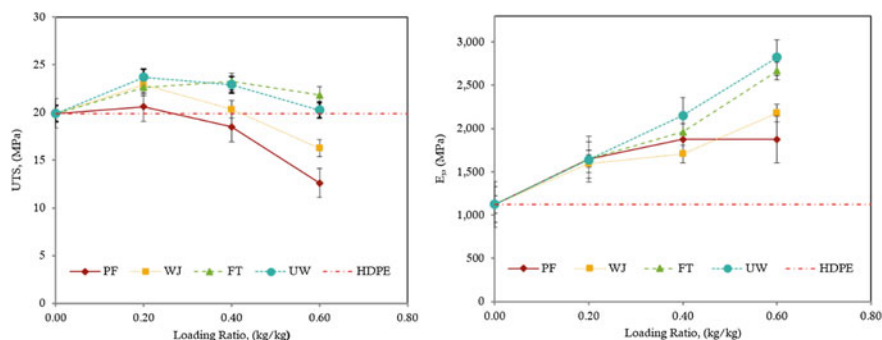 30
25
20
15
10
5
0
UTS, (MPa)
PF WJ FT UW HDPE
0.00 0.20 0.40 0.60 0.80
Loading Ratio, (kg/kg)
3,000
2,500
2,000
1,500
1,000
500
0
(MPa)
PF WJ FT UW HDPE
0.00 0.20 0.40 0.60 0.80
Loading Ratio, (kg/kg)